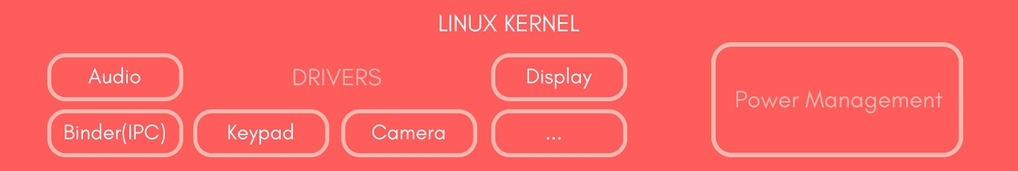 LINUX KERNEL
Audio
DRIVERS
Display
Power Management
Binder(IPC)
Keypad
Camera
...